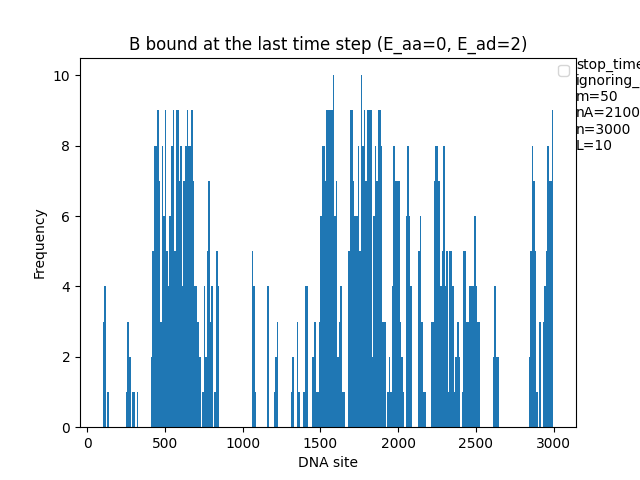 B bound at the last time step (E_aa=0, E_ad=2)
stop_time
ignoring_
m=50
nA=2100
n=3000
L=10
Frequency
10
8
6
4
2
0
0 500 1000 1500 2000 2500 3000
DNA site